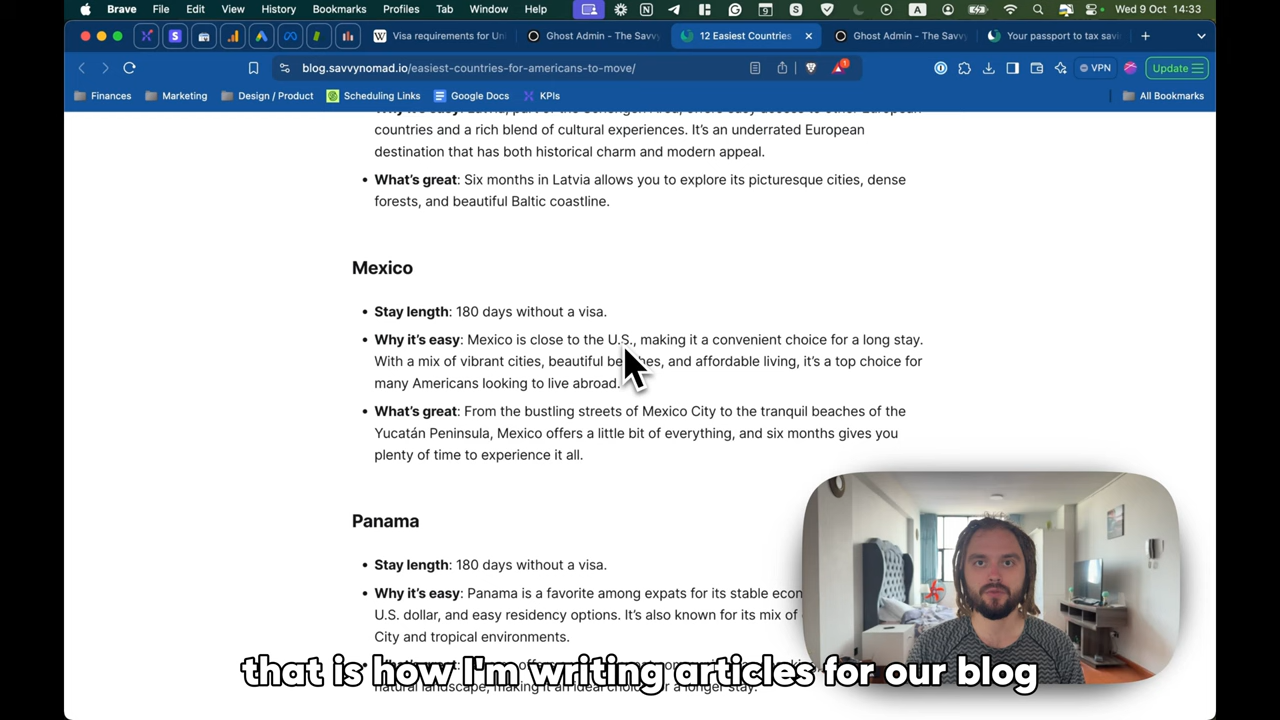 Brave File Edit View History Bookmarks Profiles Tab Window Help Wed 9 Oct 14:33
Visa requirements for Uni Ghost Admin - The Savvy 12 Easiest Countries Ghost Admin - The Savvy Your passport to tax savi
blog.savvynomad.io/easiest-countries-for-americans-to-move/ 1 VPN Update
Finances Marketing Design / Product Scheduling Links Google Docs KPIs All Bookmarks
countries and a rich blend of cultural experiences. It's an underrated European
destination that has both historical charm and modern appeal.
• What's great: Six months in Latvia allows you to explore its picturesque cities, dense
forests, and beautiful Baltic coastline.
Mexico
• Stay length: 180 days without a visa.
• Why it's easy: Mexico is close to the U.S., making it a convenient choice for a long stay.
With a mix of vibrant cities, beautiful beaches, and affordable living, it's a top choice for
many Americans looking to live abroad.
• What's great: From the bustling streets of Mexico City to the tranquil beaches of the
Yucatán Peninsula, Mexico offers a little bit of everything, and six months gives you
plenty of time to experience it all.
Panama
• Stay length: 180 days without a visa.
• Why it's easy: Panama is a favorite among expats for its stable
U.S. dollar, and easy residency options. It's also known for its mix of
City and tropical environments.
that is how I'm writing articles for our blog